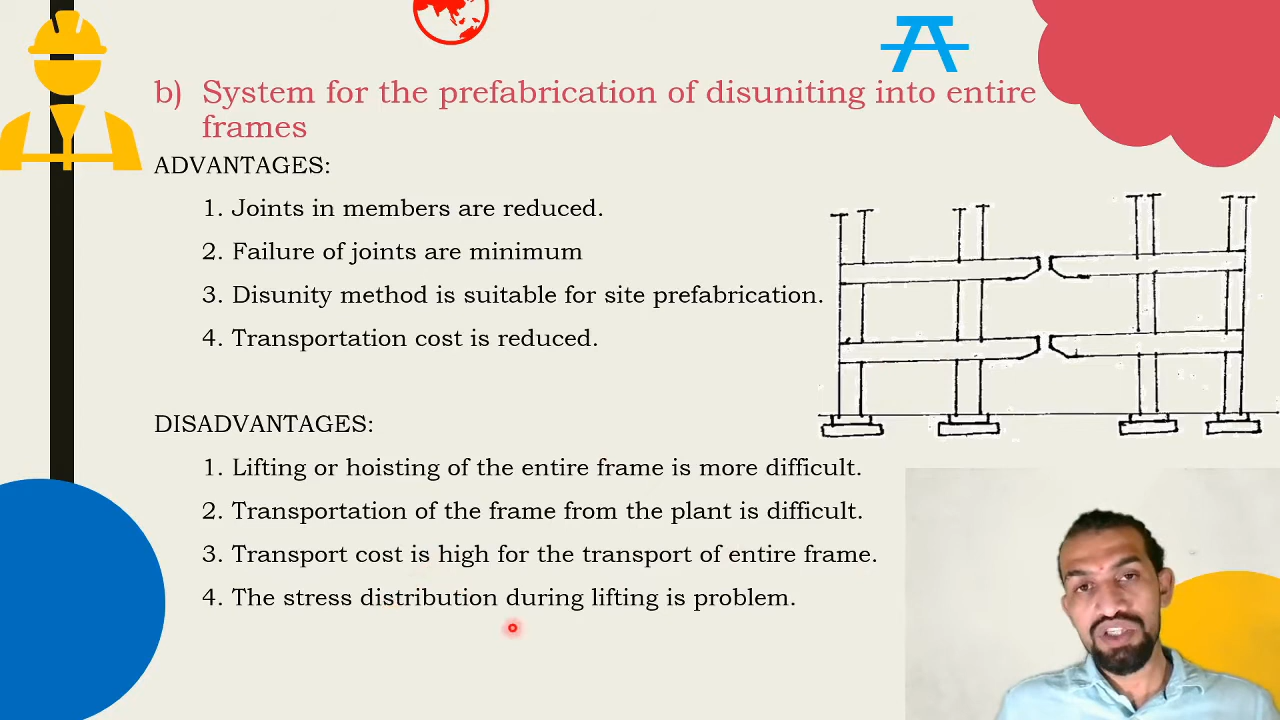 b) System for the prefabrication of disuniting into entire
frames
ADVANTAGES:
1. Joints in members are reduced.
2. Failure of joints are minimum
3. Disunity method is suitable for site prefabrication.
4. Transportation cost is reduced.
DISADVANTAGES:
1. Lifting or hoisting of the entire frame is more difficult.
2. Transportation of the frame from the plant is difficult.
3. Transport cost is high for the transport of entire frame.
4. The stress distribution during lifting is problem.